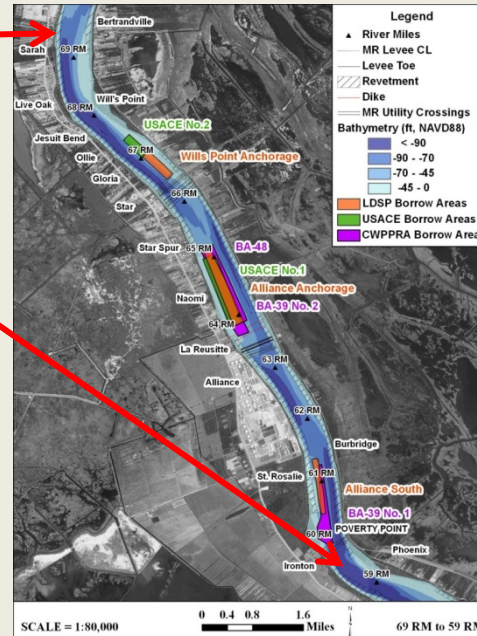 Bertrandville
69 RM
Sarah
Live Oak
Will's Point
68 RM
USACE No.2
Jesuit Bend
67 RM
Ollie
Wills Point Anchorage
Gloria
66 RM
Star
Star Spur
65 RM
BA-48
USACE No.1
Alliance Anchorage
Naomi
BA-39 No. 2
64 RM
La Reusitte
63 RM
Alliance
62 RM
Burbridge
61 RM
St. Rosalie
Alliance South
BA-39 No. 1
60 RM
POVERTY POINT
Phoenix
Ironton
59 RM
Legend
River Miles
MR Levee CL
Levee Toe
Revetment
Dike
MR Utility Crossings
Bathymetry (ft, NAVD88)
< -90
-90 - -70
-70 - -45
-45 - 0
LDSP Borrow Areas
USACE Borrow Areas
CWPPRA Borrow Area
SCALE = 1:80,000
0 0.4 0.8 1.6
Miles
N
69 RM to 59 RM